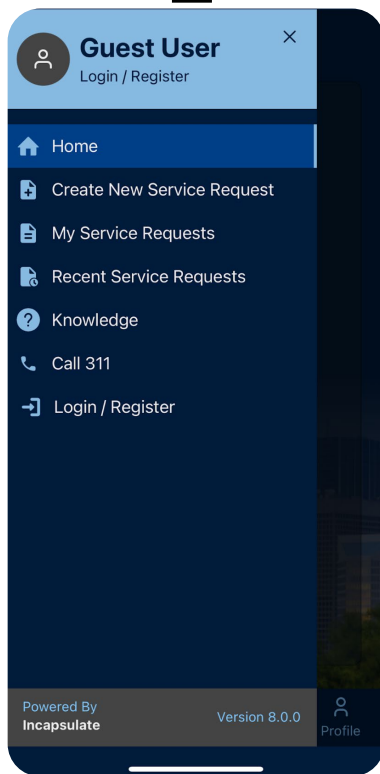 Guest User
Login / Register
Home
Create New Service Request
My Service Requests
Recent Service Requests
Knowledge
Call 311
Login / Register
Powered By
Incapsulate
Version 8.0.0
Profile